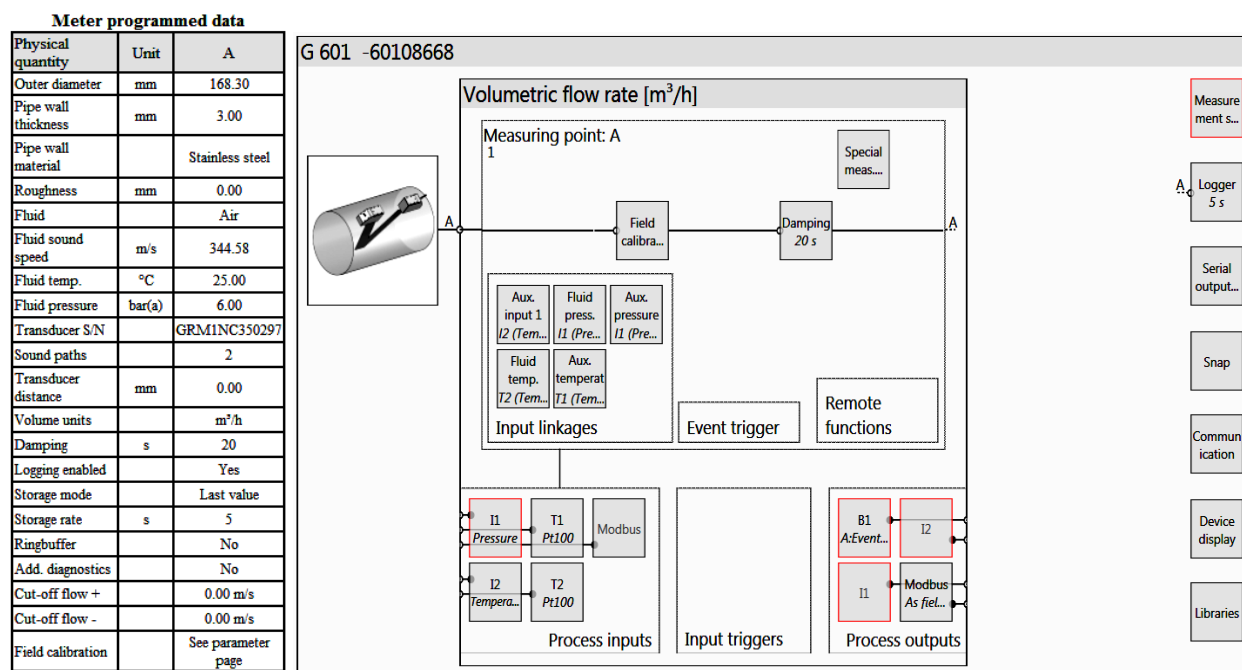 Meter programmed data
Physical quantity Unit A
Outer diameter mm 168.30
Pipe wall thickness mm 3.00
Pipe wall material Stainless steel
Roughness mm 0.00
Fluid Air
Fluid sound speed m/s 344.58
Fluid temp. °C 25.00
Fluid pressure bar(a) 6.00
Transducer S/N GRM1NC350297
Sound paths 2
Transducer distance mm 0.00
Volume units m³/h
Damping s 20
Logging enabled Yes
Storage mode Last value
Storage rate s 5
Ringbuffer No
Add. diagnostics No
Cut-off flow + 0.00 m/s
Cut-off flow - 0.00 m/s
Field calibration See parameter page
G 601 -60108668
Volumetric flow rate [m³/h]
Measuring point: A
1
Special
meas....
A
Field
calibra...
Damping
20 s
A
Aux.
input 1
I2 (Tem...
Fluid
press.
I1 (Pre...
Aux.
pressure
I1 (Pre...
Fluid
temp.
T2 (Tem...
Aux.
temperat
T1 (Tem...
Input linkages
Event trigger
Remote
functions
I1
Pressure
T1
Pt100
Modbus
I2
Tempera...
T2
Pt100
Process inputs
Input triggers
B1
A:Event...
I2
I1
Modbus
As fiel...
Process outputs
Measure
ment s...
A
Logger
5 s
Serial
output...
Snap
Commun
ication
Device
display
Libraries